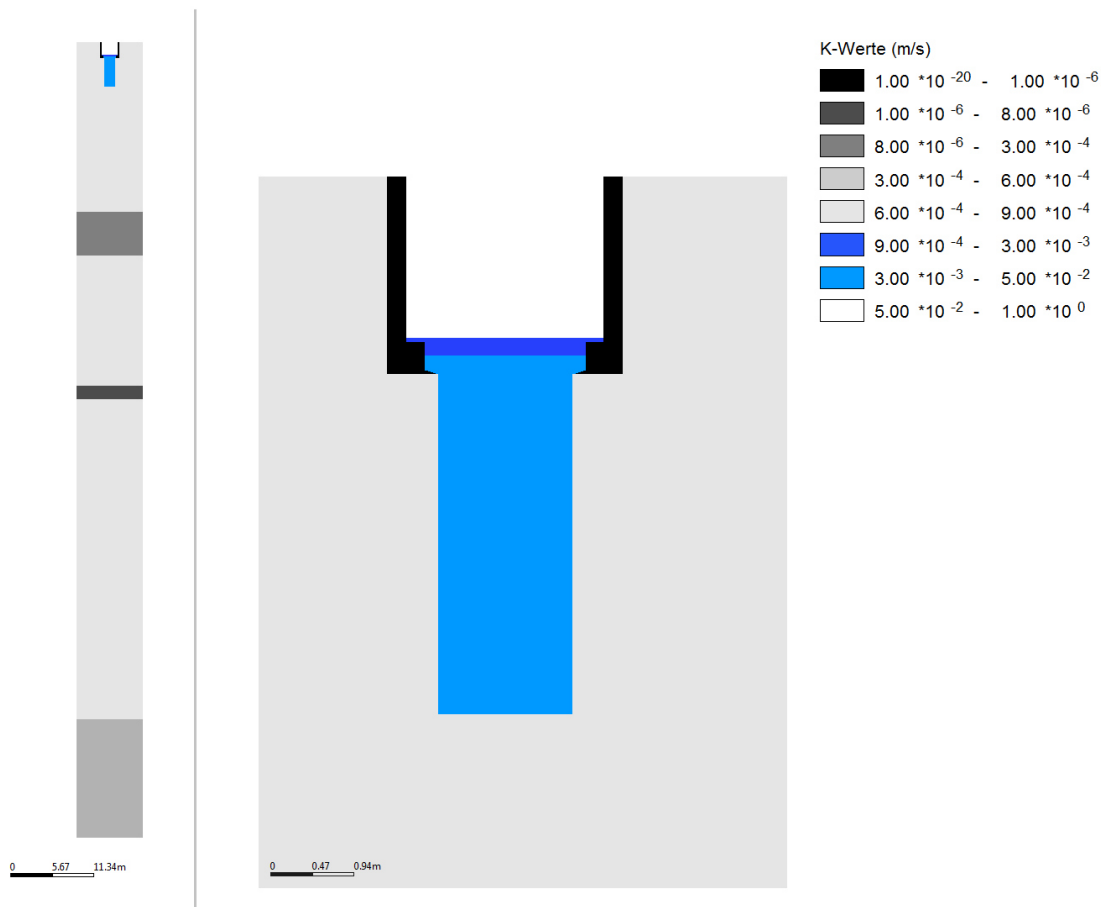 K-Werte (m/s)
1.00 *10 -20 - 1.00 *10 -6
1.00 *10 -6 - 8.00 *10 -6
8.00 *10 -6 - 3.00 *10 -4
3.00 *10 -4 - 6.00 *10 -4
6.00 *10 -4 - 9.00 *10 -4
9.00 *10 -4 - 3.00 *10 -3
3.00 *10 -3 - 5.00 *10 -2
5.00 *10 -2 - 1.00 *10 0
0 5.67 11.34m
0 0.47 0.94m